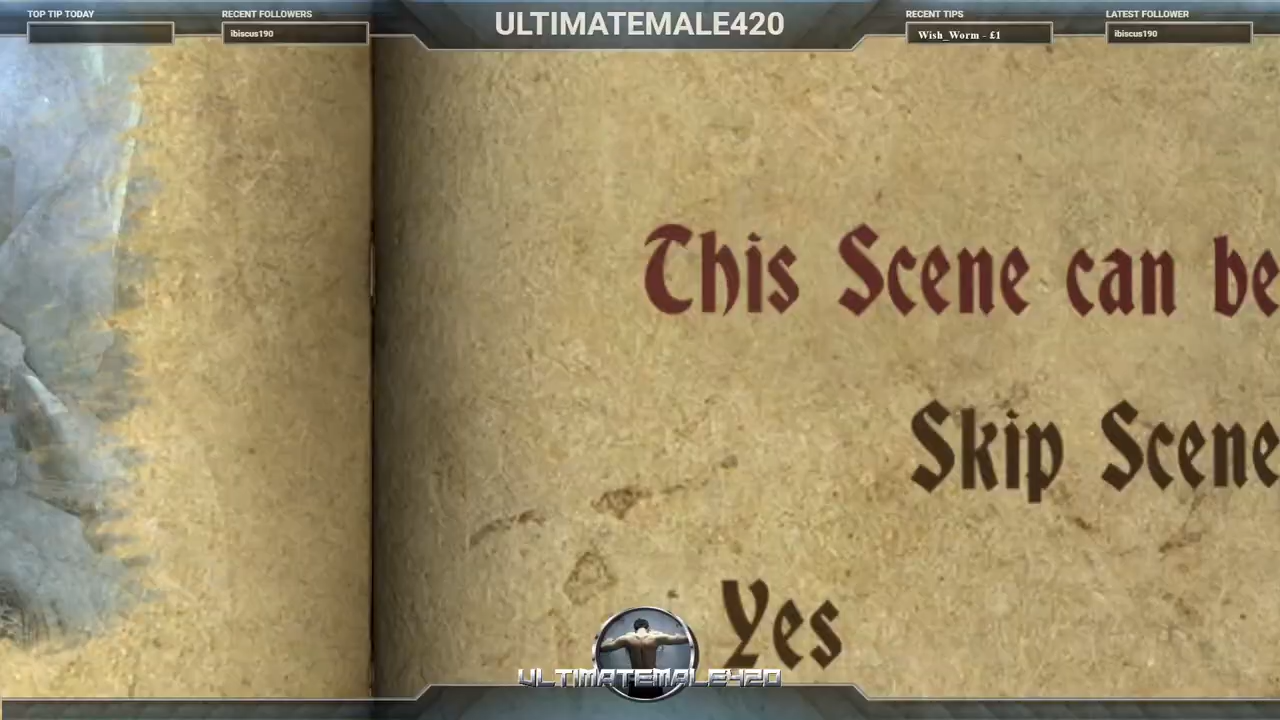 TOP TIP TODAY
RECENT FOLLOWERS
ibiscus190
ULTIMATEMALE420
RECENT TIPS
Wish_Worm - £1
LATEST FOLLOWER
ibiscus190
This Scene can be
Skip Scene
Yes
ULTIMATEMALE420